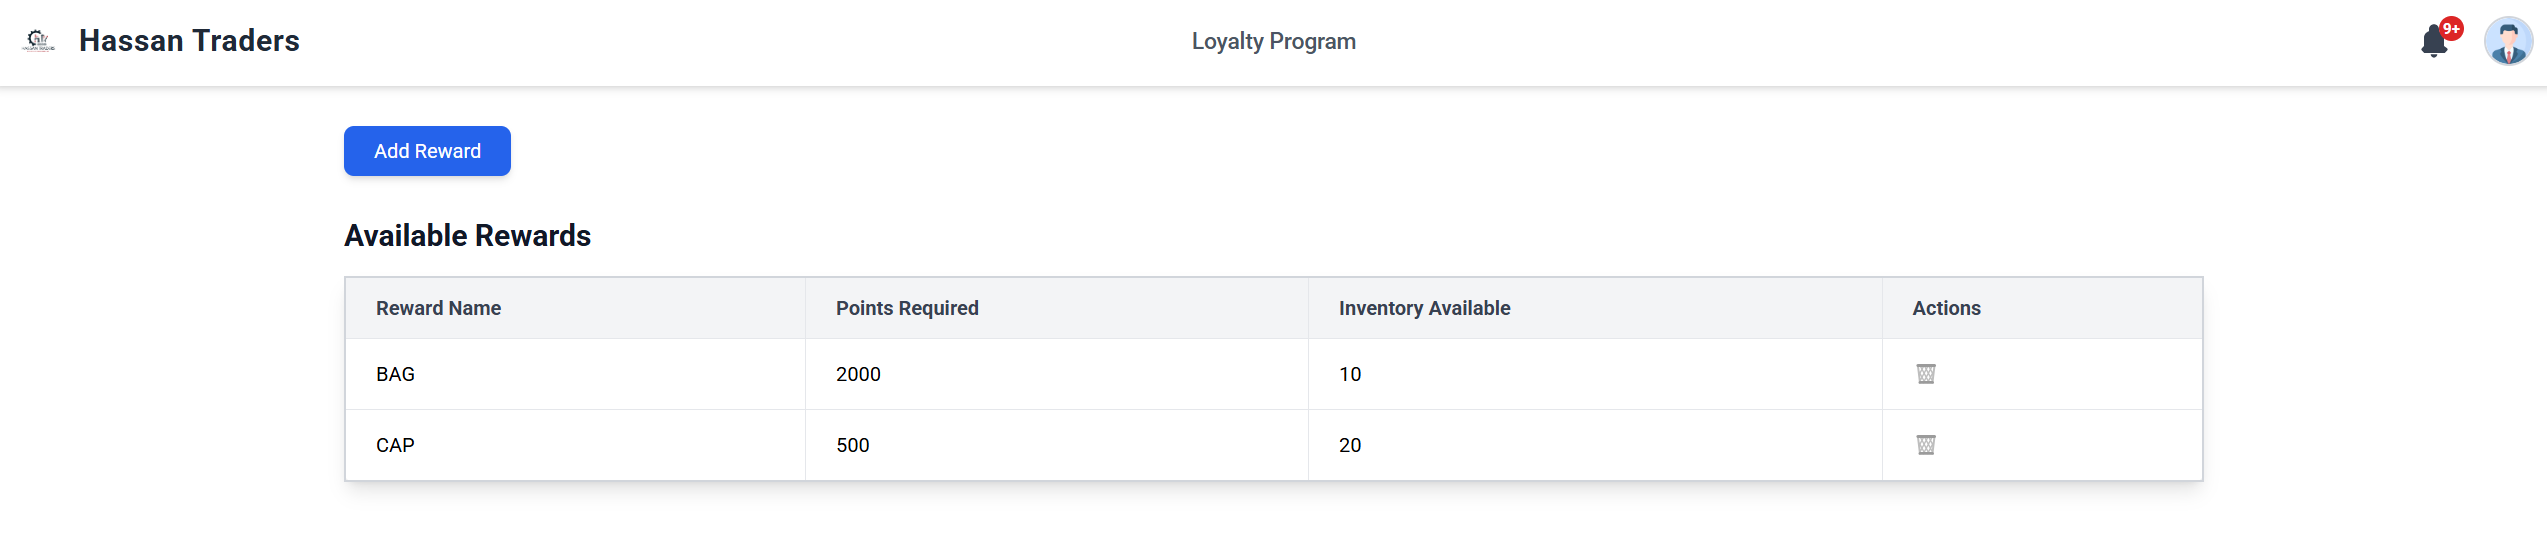 Hassan Traders
Loyalty Program
9+
Add Reward
Available Rewards
Reward Name Points Required Inventory Available Actions
BAG 2000 10
CAP 500 20